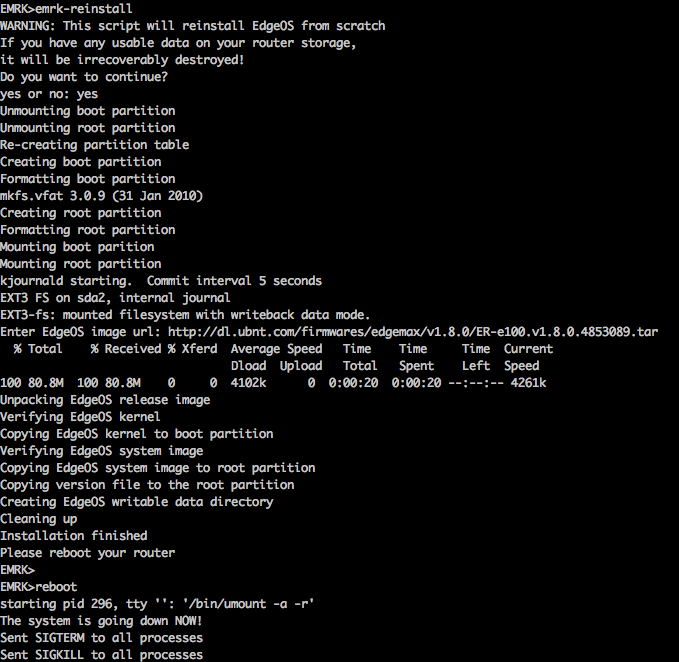 EMRK>emrk-reinstall
WARNING: This script will reinstall EdgeOS from scratch
If you have any usable data on your router storage,
it will be irrecoverably destroyed!
Do you want to continue?
yes or no: yes
Unmounting boot partition
Unmounting root partition
Re-creating partition table
Creating boot partition
Formatting boot partition
mkfs.vfat 3.0.9 (31 Jan 2010)
Creating root partition
Formatting root partition
Mounting boot parition
Mounting root partition
kjournald starting.  Commit interval 5 seconds
EXT3 FS on sda2, internal journal
EXT3-fs: mounted filesystem with writeback data mode.
Enter EdgeOS image url: http://dl.ubnt.com/firmwares/edgemax/v1.8.0/ER-e100.v1.8.0.4853089.tar
  % Total    % Received % Xferd  Average Speed   Time    Time     Time  Current
                                 Dload  Upload   Total   Spent    Left  Speed
100 80.8M  100 80.8M    0     0  4102k      0  0:00:20  0:00:20 --:--:-- 4261k
Unpacking EdgeOS release image
Verifying EdgeOS kernel
Copying EdgeOS kernel to boot partition
Verifying EdgeOS system image
Copying EdgeOS system image to root partition
Copying version file to the root partition
Creating EdgeOS writable data directory
Cleaning up
Installation finished
Please reboot your router
EMRK>
EMRK>reboot
starting pid 296, tty '': '/bin/umount -a -r'
The system is going down NOW!
Sent SIGTERM to all processes
Sent SIGKILL to all processes